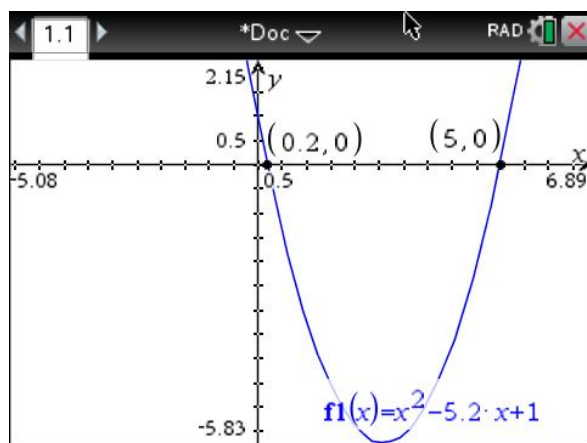 1.1 *Doc RAD
2.15 y
0.5 (0.2,0) (5,0) x
-5.08 0.5 6.89
f1(x)=x²-5.2·x+1
-5.83